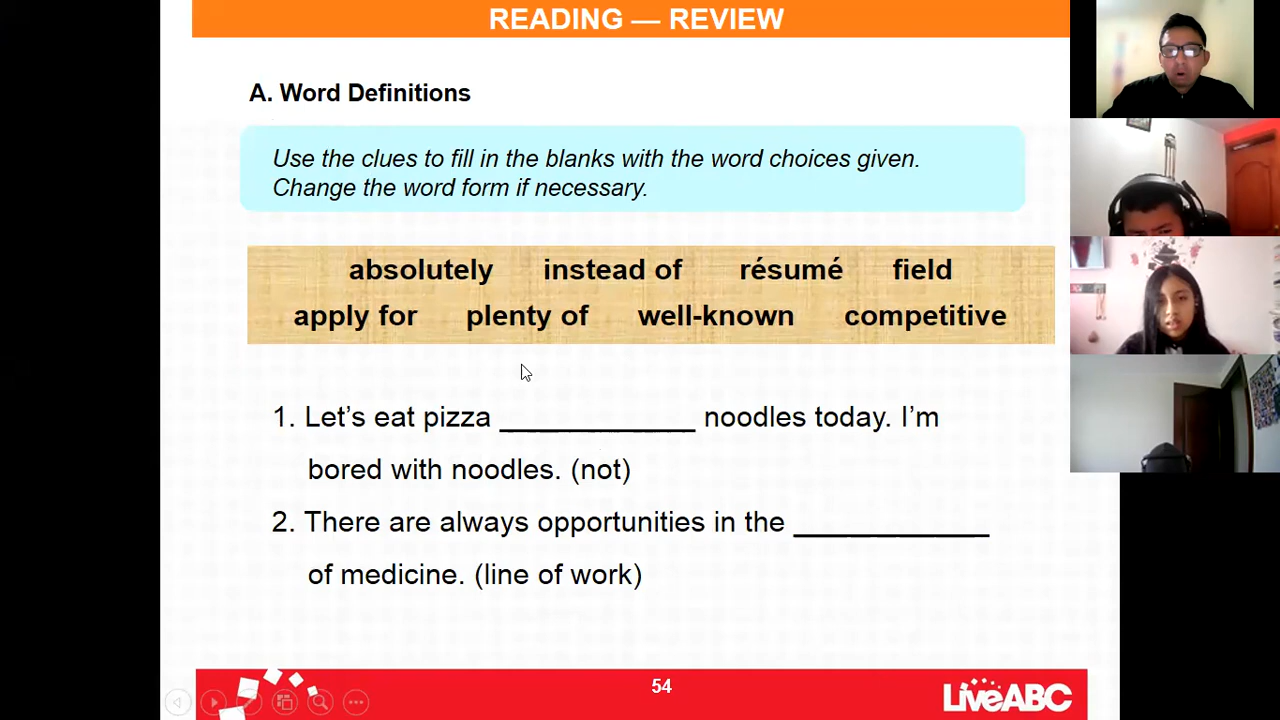 READING — REVIEW
A. Word Definitions
Use the clues to fill in the blanks with the word choices given.
Change the word form if necessary.
absolutely instead of résumé field
apply for plenty of well-known competitive
1. Let’s eat pizza ______________ noodles today. I’m
bored with noodles. (not)
2. There are always opportunities in the ______________
of medicine. (line of work)
54
LiveABC